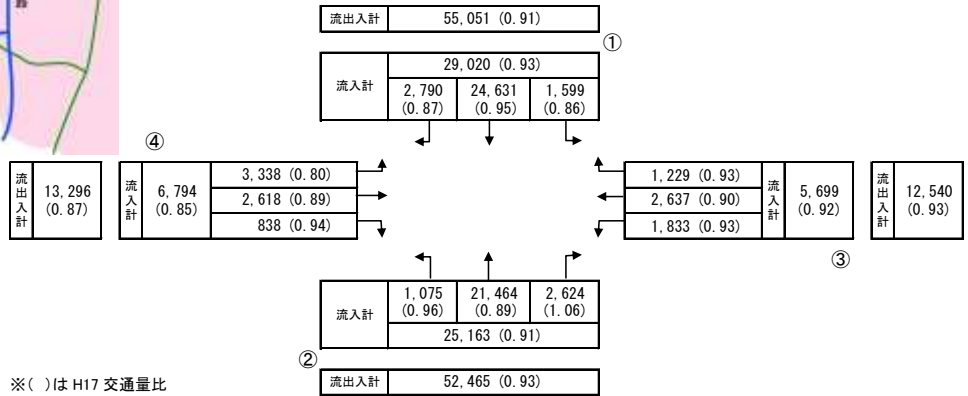 流出入計 55,051 (0.91)
①
流入計 29,020 (0.93)
2,790 24,631 1,599
(0.87) (0.95) (0.86)
④
流出入計 13,296 (0.87)
流入計 6,794 (0.85)
3,338 (0.80)
2,618 (0.89)
838 (0.94)
1,229 (0.93)
2,637 (0.90)
1,833 (0.93)
流入計 5,699 (0.92)
流出入計 12,540 (0.93)
③
流入計
1,075 21,464 2,624
(0.96) (0.89) (1.06)
25,163 (0.91)
②
流出入計 52,465 (0.93)
※( )は H17 交通量比